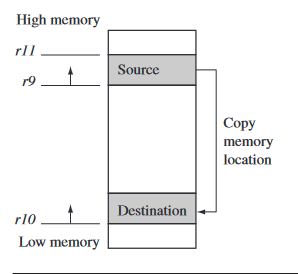 High memory
r11
Source
r9
Copy
memory
location
Destination
r10
Low memory